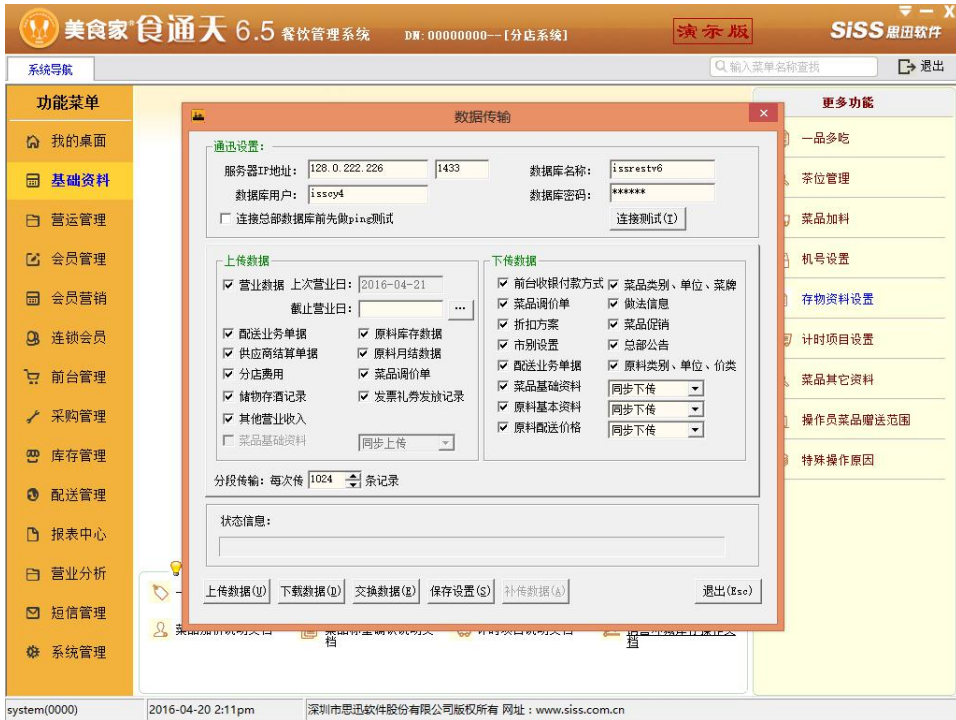 美食家 食通天 6.5 餐饮管理系统 DN:00000000--[分店系统] 演示版 SiSS 思迅软件
系统导航 输入菜单名称查找 退出
功能菜单
我的桌面
基础资料
营运管理
会员管理
会员营销
连锁会员
前台管理
采购管理
库存管理
配送管理
报表中心
营业分析
短信管理
系统管理
数据传输
通讯设置:
服务器IP地址: 128.0.222.226 1433 数据库名称: issrestv6
数据库用户: isscy4 数据库密码: ******
连接总部数据库前先做ping测试 连接测试(T)
上传数据
营业数据 上次营业日: 2016-04-21
截止营业日: ...
配送业务单据 原料库存数据
供应商结算单据 原料月结数据
分店费用 菜品调价单
储物存酒记录 发票礼券发放记录
其他营业收入
菜品基础资料 同步上传
下传数据
前台收银付款方式 菜品类别、单位、菜牌
菜品调价单 做法信息
折扣方案 菜品促销
市别设置 总部公告
配送业务单据 原料类别、单位、价类
菜品基础资料 同步下传
原料基本资料 同步下传
原料配送价格 同步下传
分段传输: 每次传 1024 条记录
状态信息:
上传数据(U) 下载数据(D) 交换数据(E) 保存设置(S) 补传数据(A) 退出(Esc)
档
档
更多功能
一品多吃
茶位管理
菜品加料
机号设置
存物资料设置
计时项目设置
菜品其它资料
操作员菜品赠送范围
特殊操作原因
system(0000) 2016-04-20 2:11pm 深圳市思迅软件股份有限公司版权所有 网址：www.siss.com.cn